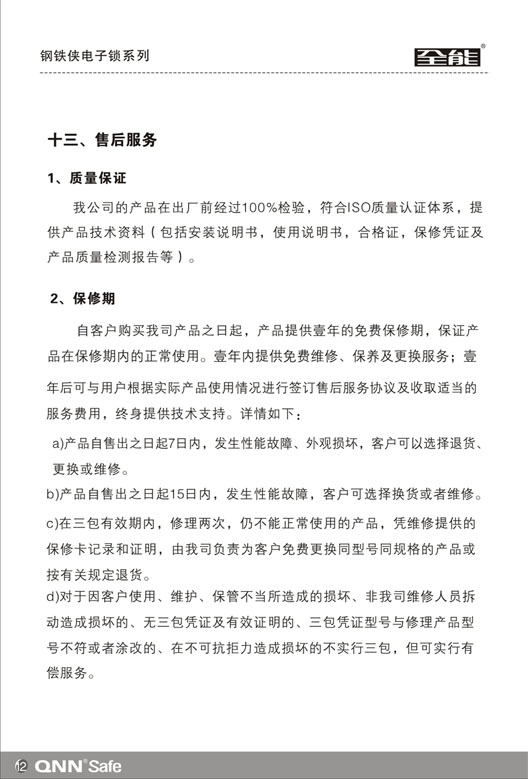 钢铁侠电子锁系列
全能®
十三、售后服务
1、质量保证
我公司的产品在出厂前经过100%检验，符合ISO质量认证体系，提
供产品技术资料（包括安装说明书，使用说明书，合格证，保修凭证及
产品质量检测报告等）。
2、保修期
自客户购买我司产品之日起，产品提供壹年的免费保修期，保证产
品在保修期内的正常使用。壹年内提供免费维修、保养及更换服务；壹
年后可与用户根据实际产品使用情况进行签订售后服务协议及收取适当的
服务费用，终身提供技术支持。详情如下：
a)产品自售出之日起7日内，发生性能故障、外观损坏，客户可以选择退货、
更换或维修。
b)产品自售出之日起15日内，发生性能故障，客户可选择换货或者维修。
c)在三包有效期内，修理两次，仍不能正常使用的产品，凭维修提供的
保修卡记录和证明，由我司负责为客户免费更换同型号同规格的产品或
按有关规定退货。
d)对于因客户使用、维护、保管不当所造成的损坏、非我司维修人员拆
动造成损坏的、无三包凭证及有效证明的、三包凭证型号与修理产品型
号不符或者涂改的、在不可抗拒力造成损坏的不实行三包，但可实行有
偿服务。
12 QNN® Safe